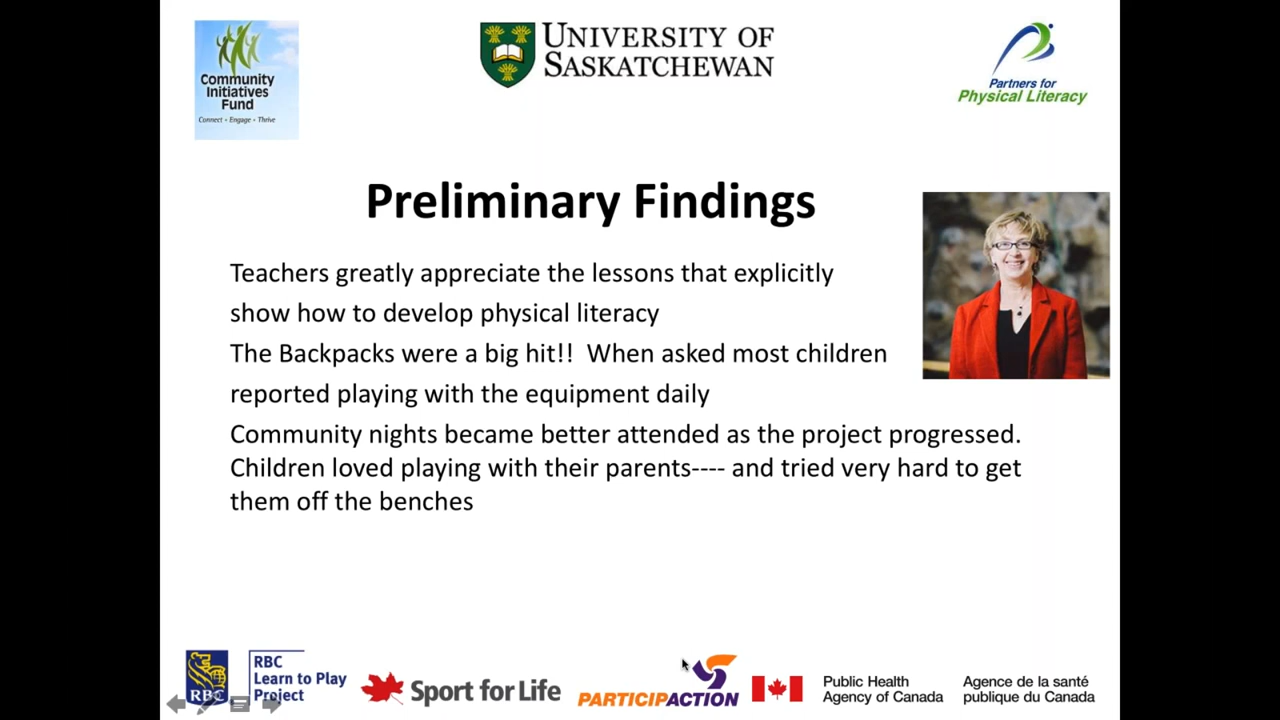 Community
Initiatives
Fund
Connect + Engage + Thrive
UNIVERSITY OF
SASKATCHEWAN
Partners for
Physical Literacy
Preliminary Findings
Teachers greatly appreciate the lessons that explicitly
show how to develop physical literacy
The Backpacks were a big hit!! When asked most children
reported playing with the equipment daily
Community nights became better attended as the project progressed.
Children loved playing with their parents---- and tried very hard to get
them off the benches
RBC
RBC
Learn to Play
Project
Sport for Life
PARTICIPACTION
Public Health
Agency of Canada
Agence de la santé
publique du Canada